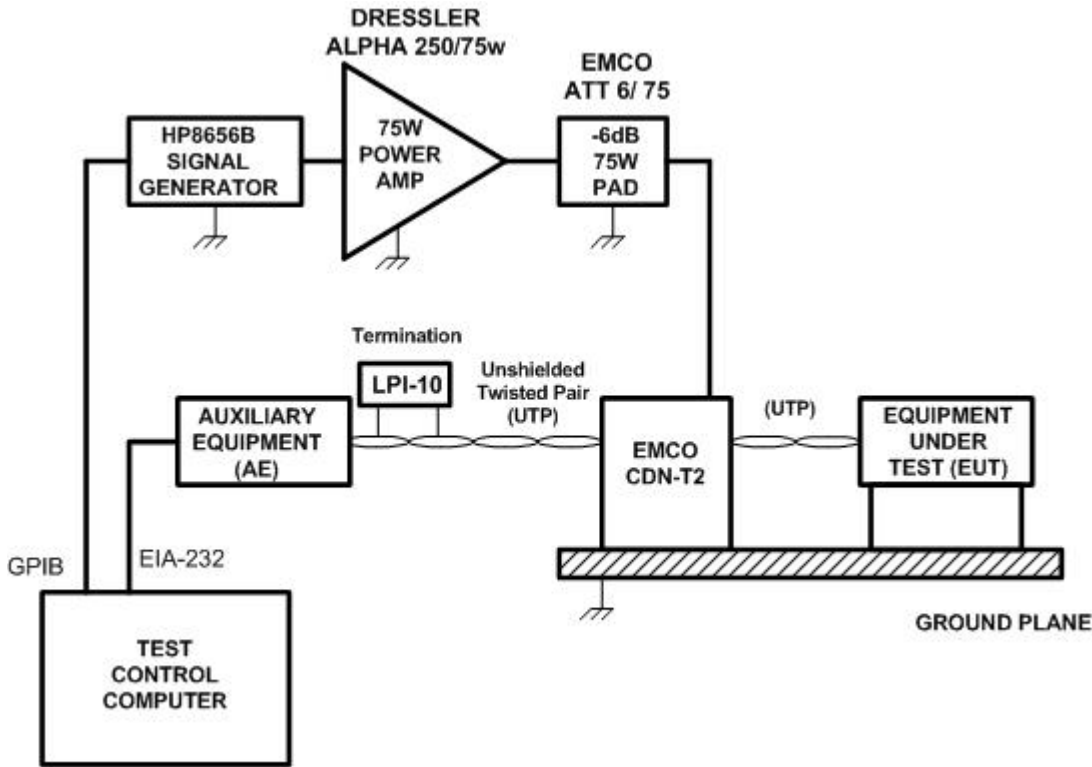 DRESSLER
ALPHA 250/75w
EMCO
ATT 6/ 75
HP8656B
SIGNAL
GENERATOR
75W
POWER
AMP
-6dB
75W
PAD
Termination
LPI-10
Unshielded
Twisted Pair
(UTP)
(UTP)
AUXILIARY
EQUIPMENT
(AE)
EMCO
CDN-T2
EQUIPMENT
UNDER
TEST (EUT)
GPIB
EIA-232
GROUND PLANE
TEST
CONTROL
COMPUTER